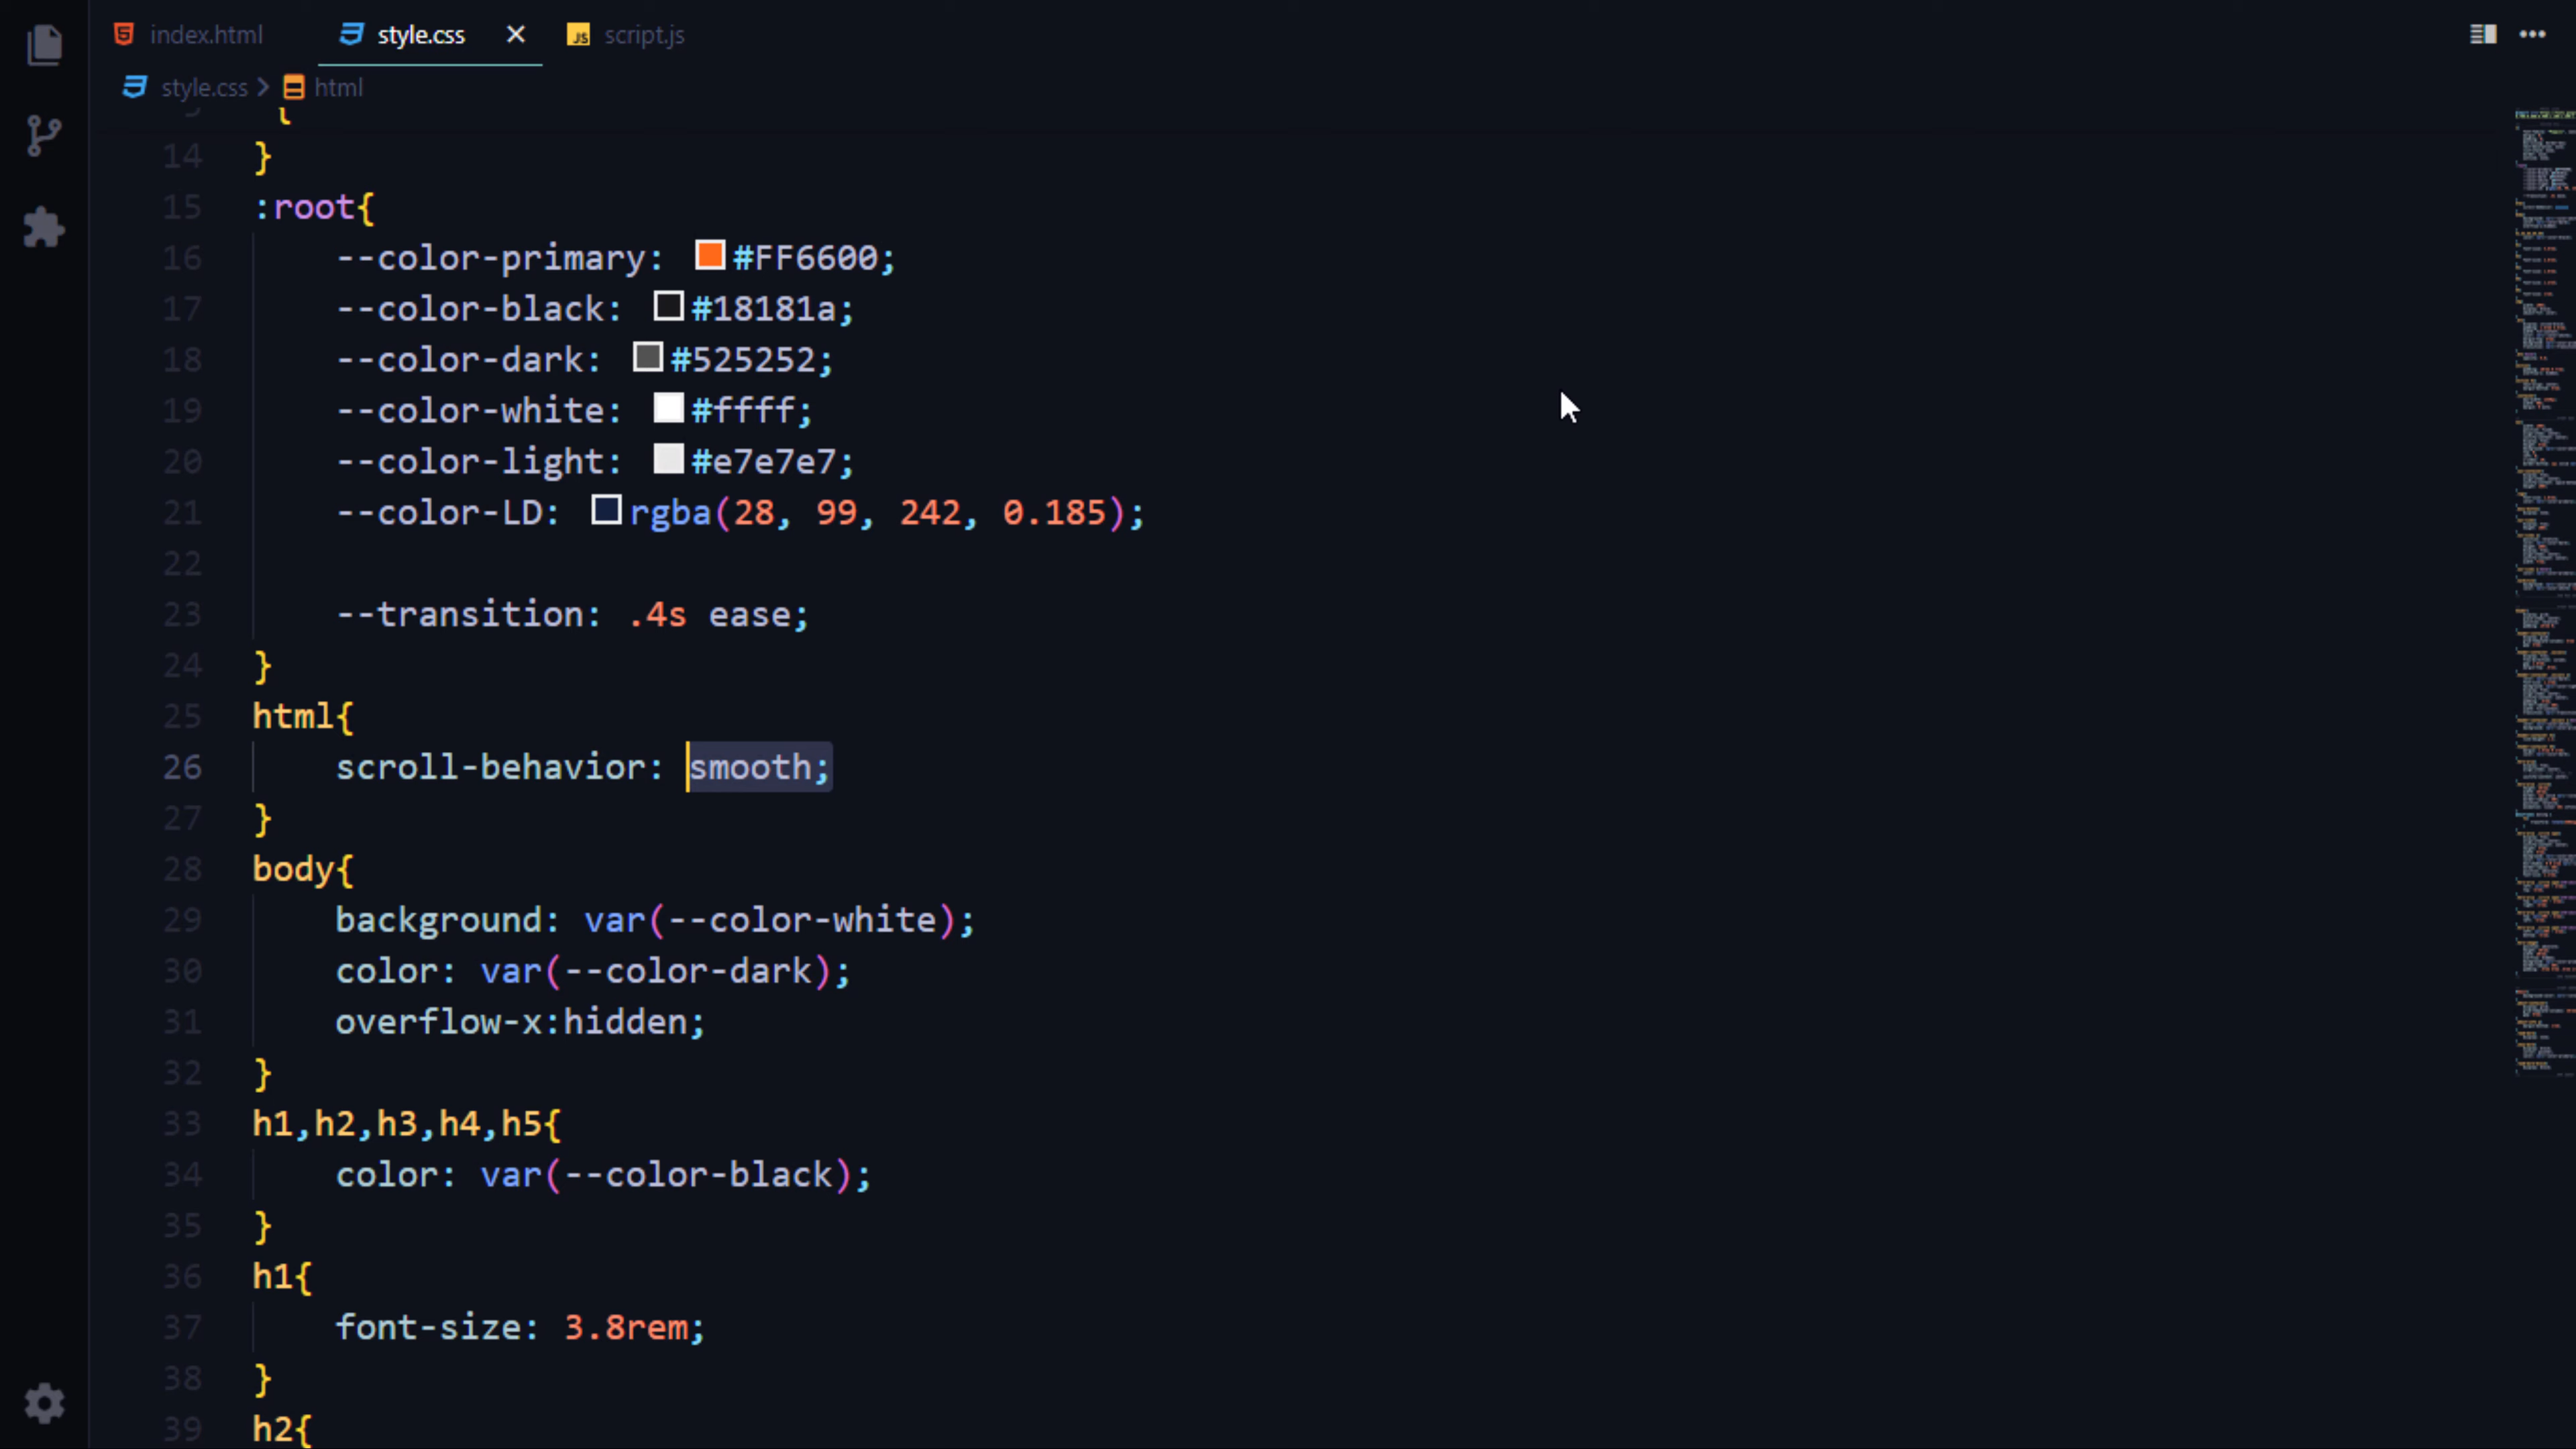 index.html style.css JS script.js
style.css html
{
14 }
15 :root{
16 --color-primary: #FF6600;
17 --color-black: #18181a;
18 --color-dark: #525252;
19 --color-white: #ffff;
20 --color-light: #e7e7e7;
21 --color-LD: rgba(28, 99, 242, 0.185);
22
23 --transition: .4s ease;
24 }
25 html{
26 scroll-behavior: smooth;
27 }
28 body{
29 background: var(--color-white);
30 color: var(--color-dark);
31 overflow-x:hidden;
32 }
33 h1,h2,h3,h4,h5{
34 color: var(--color-black);
35 }
36 h1{
37 font-size: 3.8rem;
38 }
39 h2{